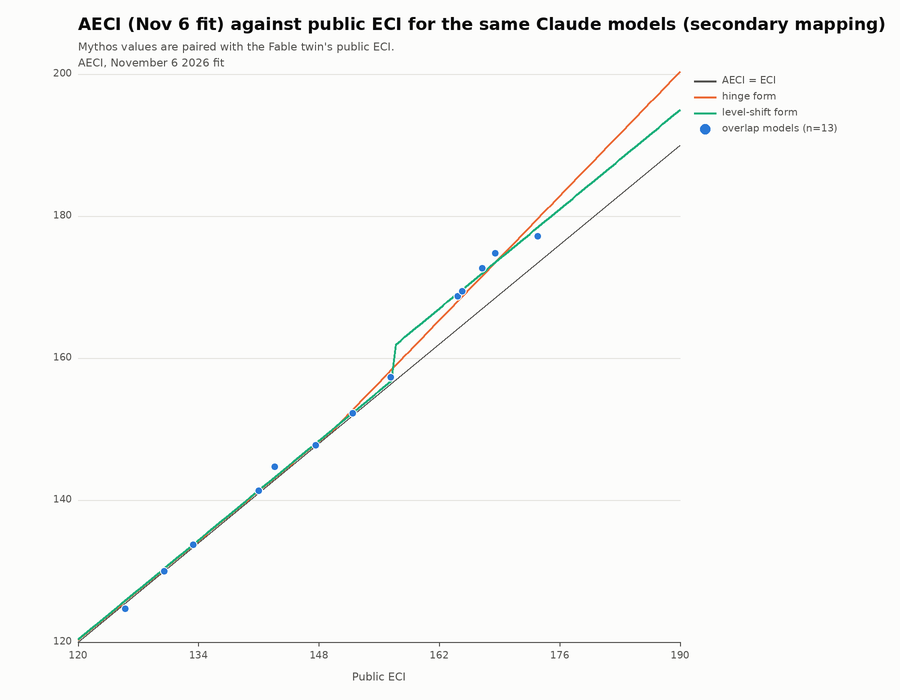 AECI (Nov 6 fit) against public ECI for the same Claude models (secondary mapping)
Mythos values are paired with the Fable twin's public ECI.
AECI, November 6 2026 fit
200
180
160
140
120
120 134 148 162 176 190
Public ECI
AECI = ECI
hinge form
level-shift form
overlap models (n=13)